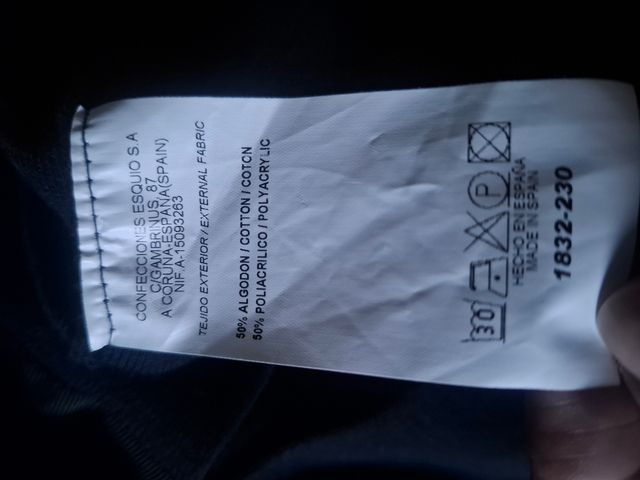 CONFECCIONES ESQUIO S.A
C/GAMBRINUS, 87
A CORUÑA-ESPAÑA(SPAIN)
NIF.A-15093263
TEJIDO EXTERIOR / EXTERNAL FABRIC
50% ALGODON / COTTON / COTON
50% POLIACRILICO / POLYACRYLIC
30 P
HECHO EN ESPAÑA
MADE IN SPAIN
1832-230